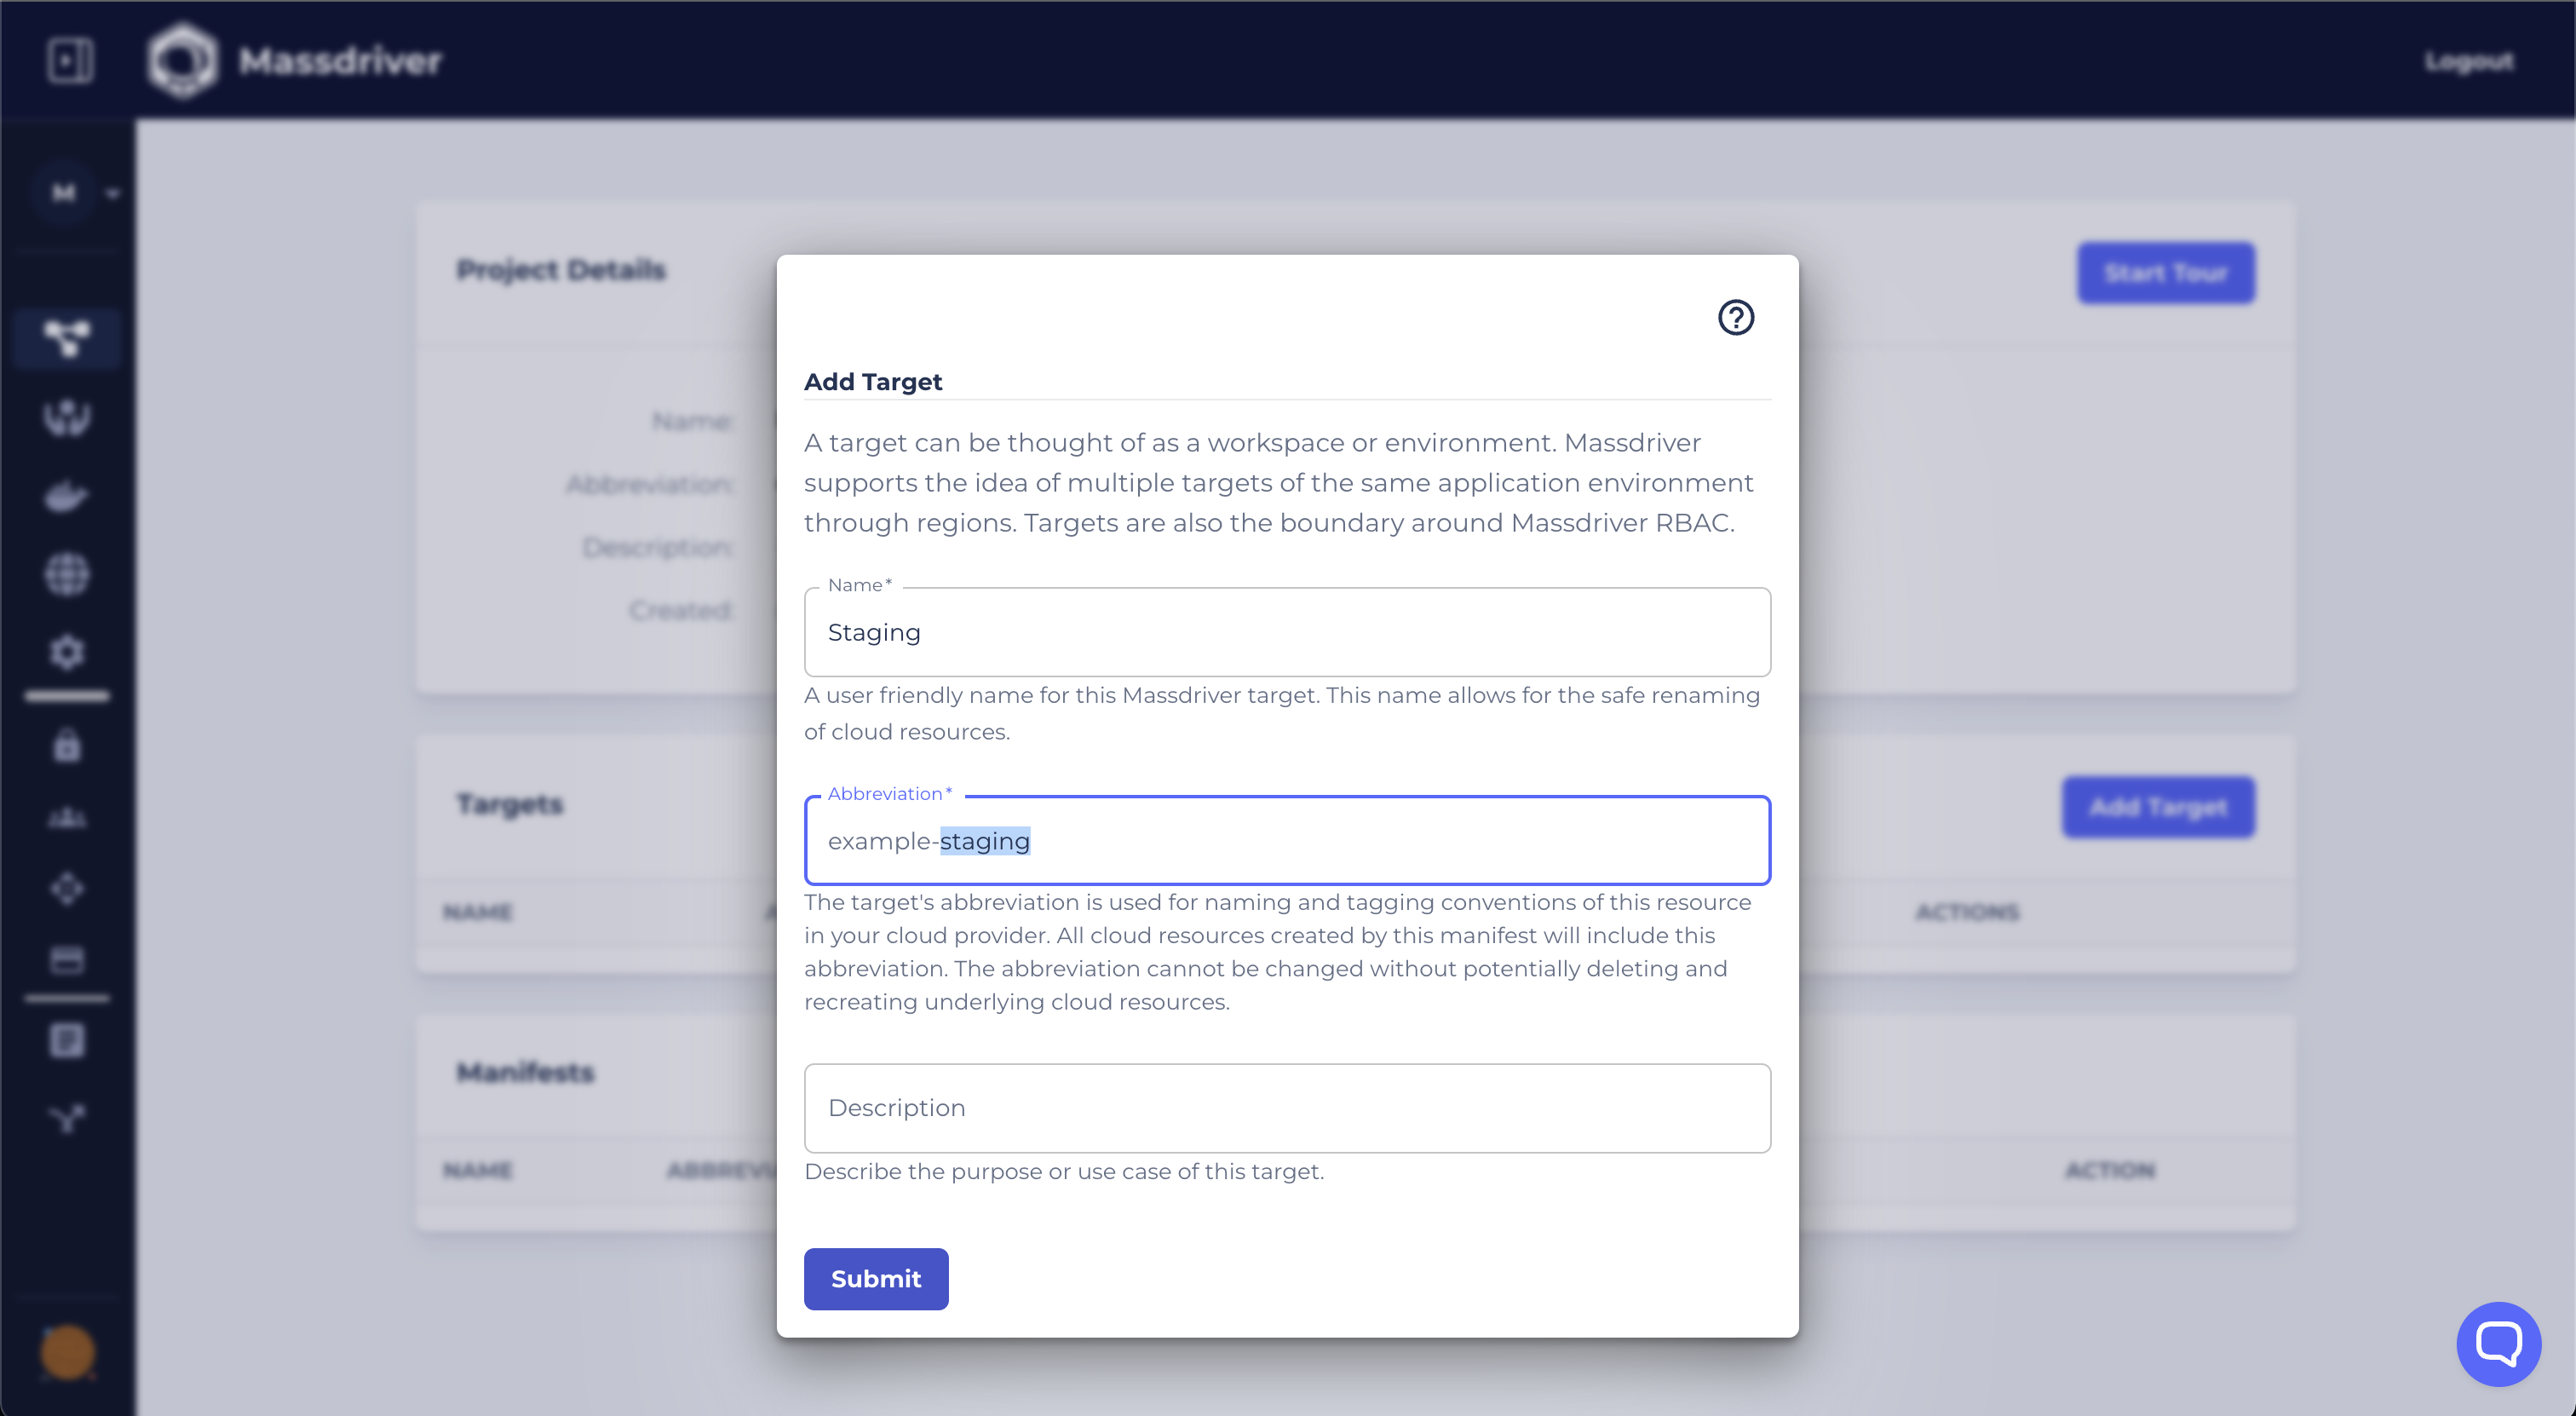 Massdriver
Logout
M
Project Details
Start Tour
Name:
Abbreviation:
Description:
Created:
Add Target
A target can be thought of as a workspace or environment. Massdriver
supports the idea of multiple targets of the same application environment
through regions. Targets are also the boundary around Massdriver RBAC.
Name*
Staging
A user friendly name for this Massdriver target. This name allows for the safe renaming
of cloud resources.
Abbreviation*
example-staging
The target's abbreviation is used for naming and tagging conventions of this resource
in your cloud provider. All cloud resources created by this manifest will include this
abbreviation. The abbreviation cannot be changed without potentially deleting and
recreating underlying cloud resources.
Description
Describe the purpose or use case of this target.
Submit
Targets
Add Target
NAME
ACTIONS
Manifests
NAME
ACTION